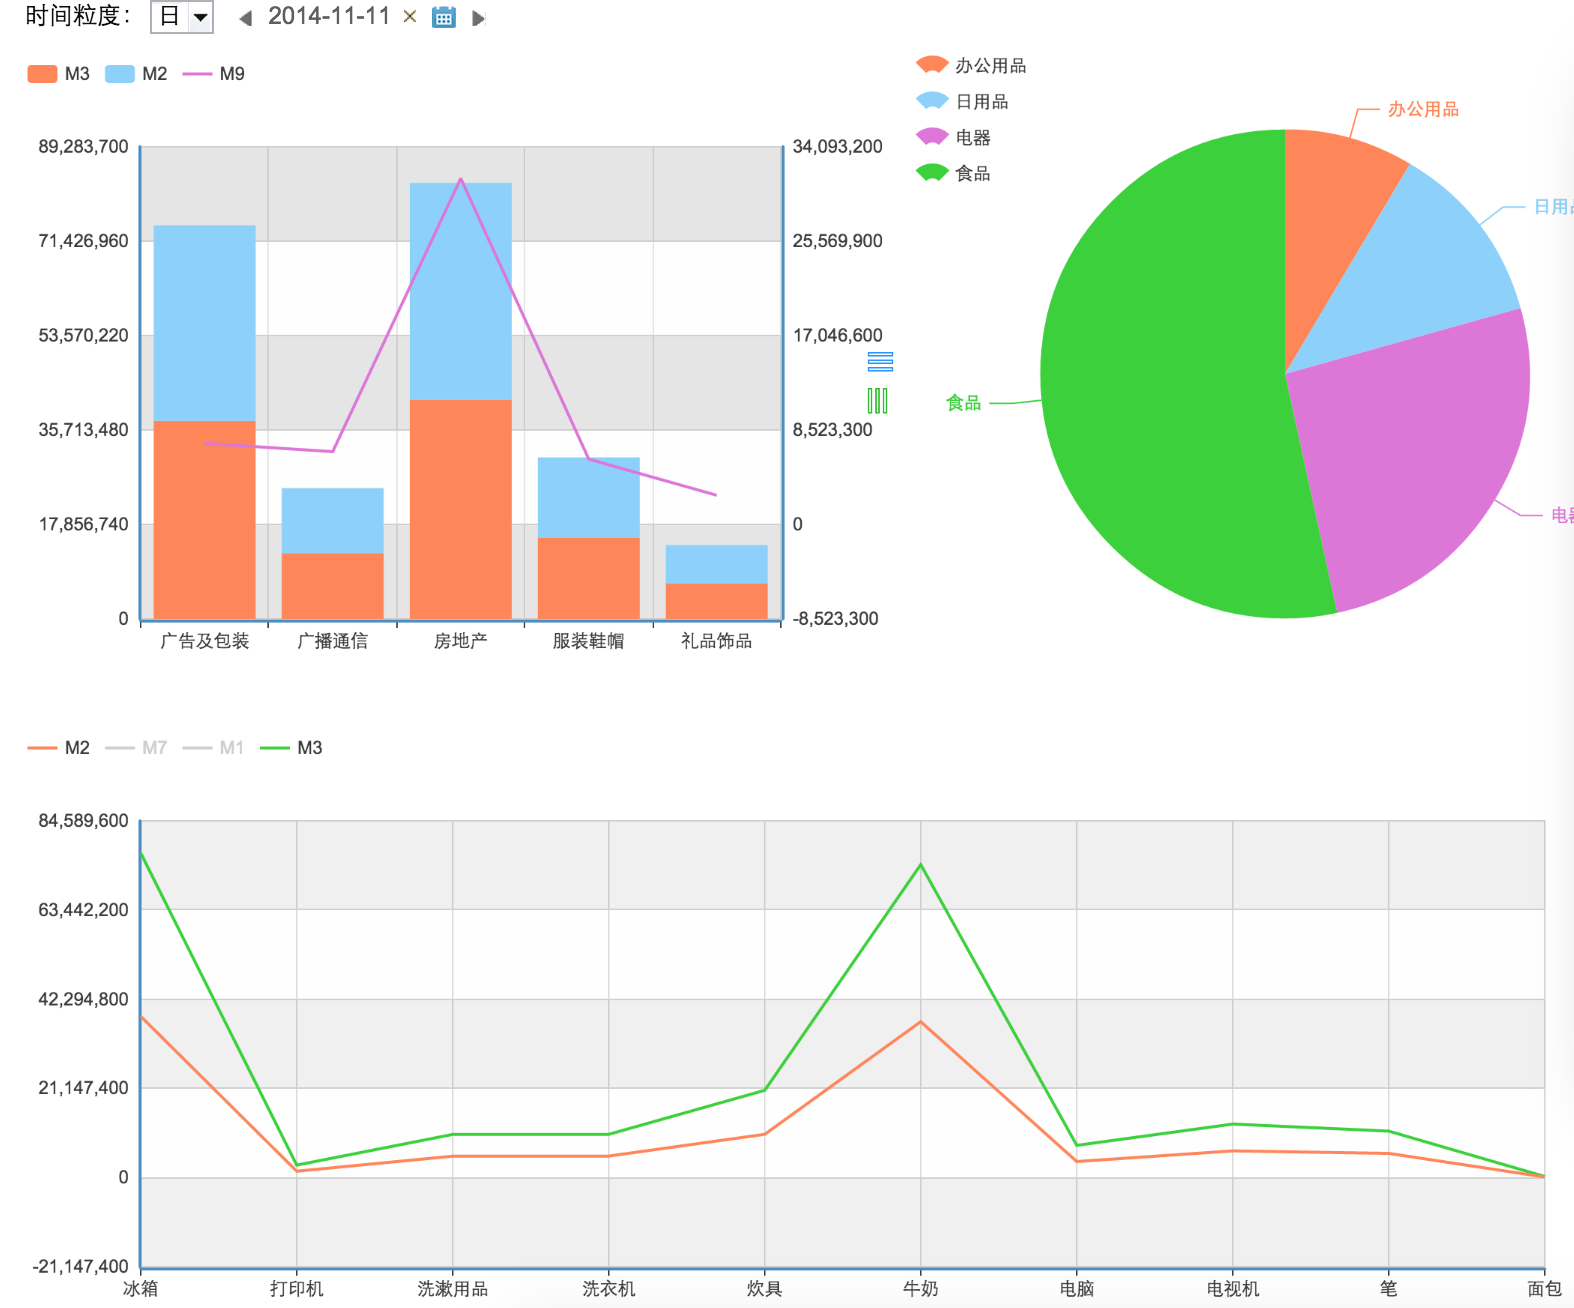 时间粒度： 日 2014-11-11
M3 M2 M9
89,283,700
71,426,960
53,570,220
35,713,480
17,856,740
0
34,093,200
25,569,900
17,046,600
8,523,300
0
-8,523,300
广告及包装 广播通信 房地产 服装鞋帽 礼品饰品
办公用品
日用品
电器
食品
办公用品
日用
食品
电
M2 M7 M1 M3
84,589,600
63,442,200
42,294,800
21,147,400
0
-21,147,400
冰箱 打印机 洗漱用品 洗衣机 炊具 牛奶 电脑 电视机 笔 面包